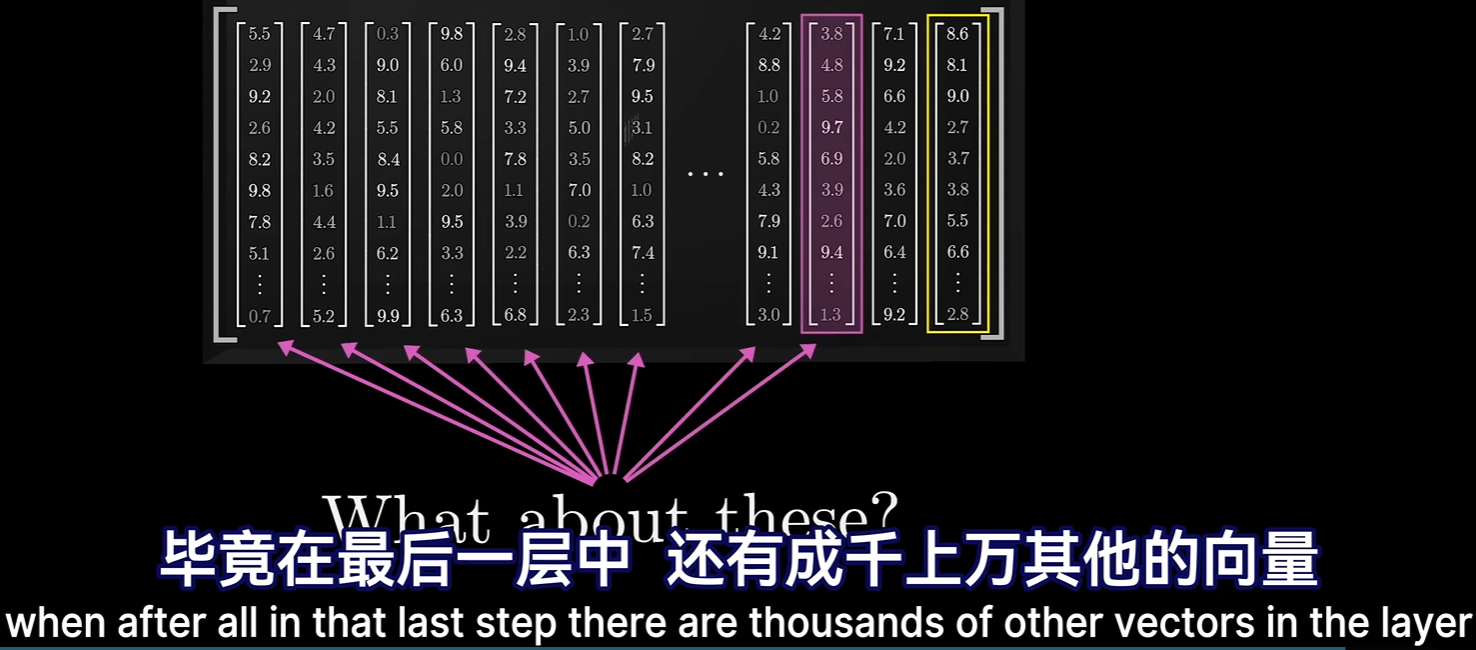 5.5 4.7 0.3 9.8 2.8 1.0 2.7 4.2 3.8 7.1 8.6
2.9 4.3 9.0 6.0 9.4 3.9 7.9 8.8 4.8 9.2 8.1
9.2 2.0 8.1 1.3 7.2 2.7 9.5 1.0 5.8 6.6 9.0
2.6 4.2 5.5 5.8 3.3 5.0 3.1 0.2 9.7 4.2 2.7
8.2 3.5 8.4 0.0 7.8 3.5 8.2 ... 5.8 6.9 2.0 3.7
9.8 1.6 9.5 2.0 1.1 7.0 1.0 4.3 3.9 3.6 3.8
7.8 4.4 1.1 9.5 3.9 0.2 6.3 7.9 2.6 7.0 5.5
5.1 2.6 6.2 3.3 2.2 6.3 7.4 9.1 9.4 6.4 6.6
⋮ ⋮ ⋮ ⋮ ⋮ ⋮ ⋮ ⋮ ⋮ ⋮ ⋮
0.7 5.2 9.9 6.3 6.8 2.3 1.5 3.0 1.3 9.2 2.8
What about these?
毕竟在最后一层中 还有成千上万其他的向量
when after all in that last step there are thousands of other vectors in the layer